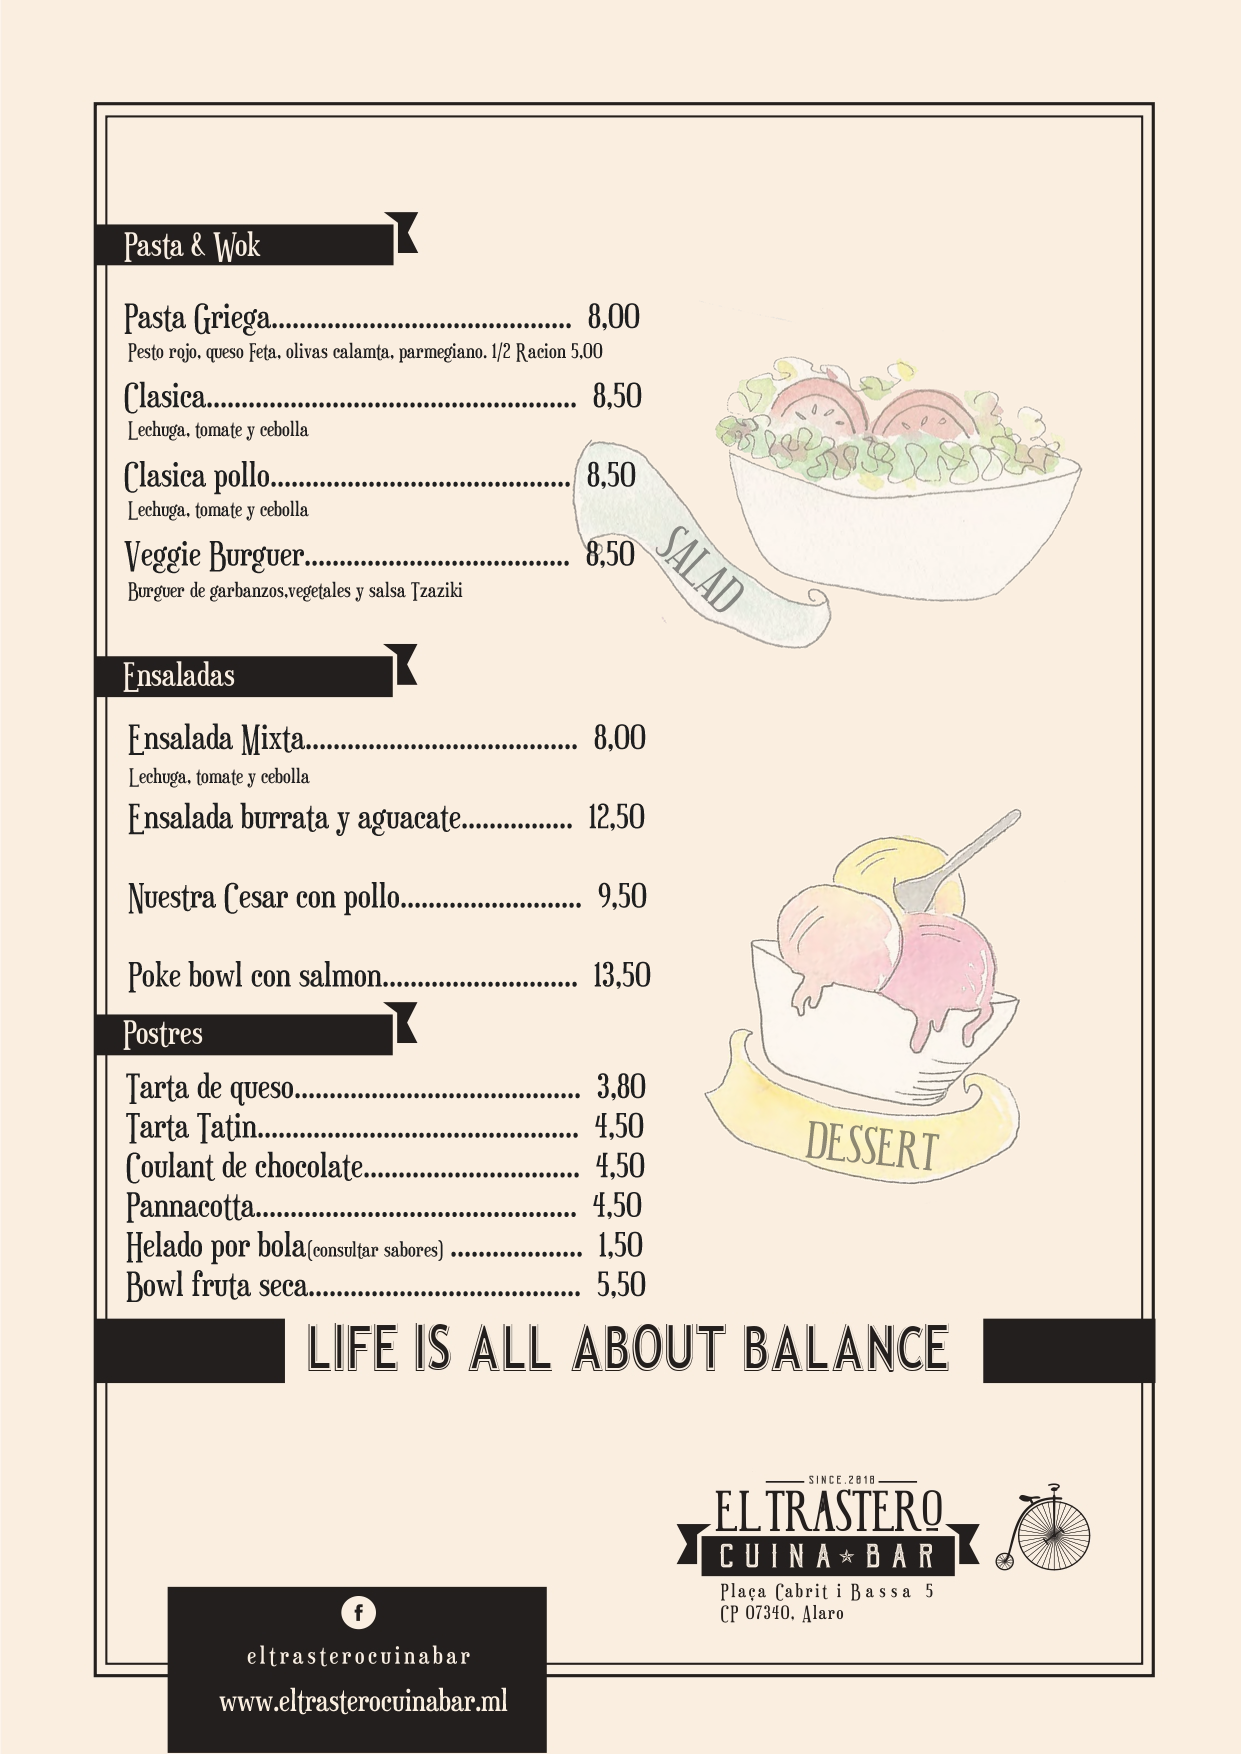 Pasta & Wok
Pasta Griega........................................... 8,00
Pesto rojo, queso Feta, olivas calamta, parmegiano. 1/2 Racion 5,00
Clasica..................................................... 8,50
Lechuga, tomate y cebolla
Clasica pollo........................................... 8,50
Lechuga, tomate y cebolla
Veggie Burguer...................................... 8,50
Burguer de garbanzos,vegetales y salsa Tzaziki
SALAD
Ensaladas
Ensalada Mixta....................................... 8,00
Lechuga, tomate y cebolla
Ensalada burrata y aguacate................ 12,50
Nuestra Cesar con pollo.......................... 9,50
Poke bowl con salmon............................ 13,50
Postres
Tarta de queso......................................... 3,80
Tarta Tatin.............................................. 4,50
Coulant de chocolate............................... 4,50
Pannacotta.............................................. 4,50
Helado por bola(consultar sabores) ................... 1,50
Bowl fruta seca....................................... 5,50
DESSERT
LIFE IS ALL ABOUT BALANCE
SINCE.2018
EL TRASTERO
CUINA BAR
Plaça Cabrit i Bassa 5
CP 07340, Alaro
f
eltrasterocuinabar
www.eltrasterocuinabar.ml